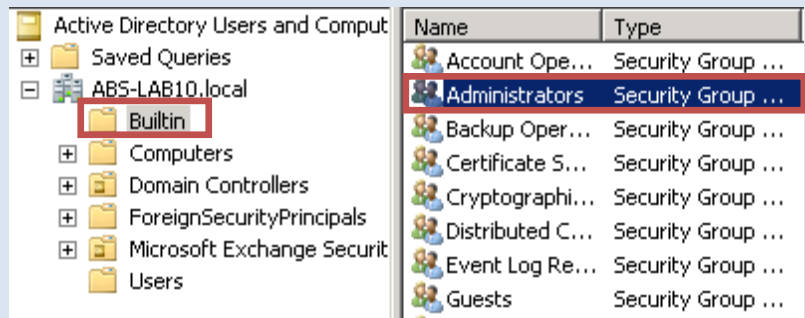 Active Directory Users and Comput
Saved Queries
ABS-LAB10.local
Builtin
Computers
Domain Controllers
ForeignSecurityPrincipals
Microsoft Exchange Securit
Users
Name Type
Account Ope... Security Group ...
Administrators Security Group ...
Backup Oper... Security Group ...
Certificate S... Security Group ...
Cryptographi... Security Group ...
Distributed C... Security Group ...
Event Log Re... Security Group ...
Guests Security Group ...